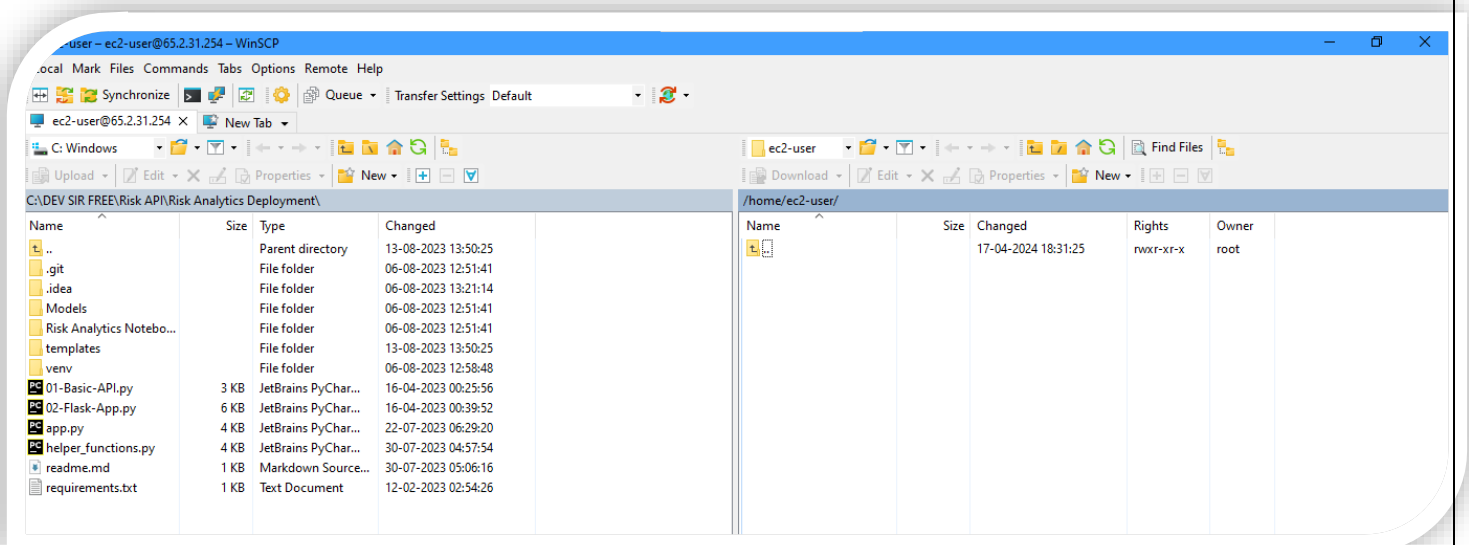 -user – ec2-user@65.2.31.254 – WinSCP
ocal Mark Files Commands Tabs Options Remote Help
Synchronize Queue Transfer Settings Default
ec2-user@65.2.31.254 × New Tab
C: Windows ec2-user Find Files
Upload Edit Properties New Download Edit Properties New
C:\DEV SIR FREE\Risk API\Risk Analytics Deployment\ /home/ec2-user/
Name Size Type Changed Name Size Changed Rights Owner
.. Parent directory 13-08-2023 13:50:25 .. 17-04-2024 18:31:25 rwxr-xr-x root
.git File folder 06-08-2023 12:51:41
.idea File folder 06-08-2023 13:21:14
Models File folder 06-08-2023 12:51:41
Risk Analytics Notebo... File folder 06-08-2023 12:51:41
templates File folder 13-08-2023 13:50:25
venv File folder 06-08-2023 12:58:48
01-Basic-API.py 3 KB JetBrains PyChar... 16-04-2023 00:25:56
02-Flask-App.py 6 KB JetBrains PyChar... 16-04-2023 00:39:52
app.py 4 KB JetBrains PyChar... 22-07-2023 06:29:20
helper_functions.py 4 KB JetBrains PyChar... 30-07-2023 04:57:54
readme.md 1 KB Markdown Source... 30-07-2023 05:06:16
requirements.txt 1 KB Text Document 12-02-2023 02:54:26